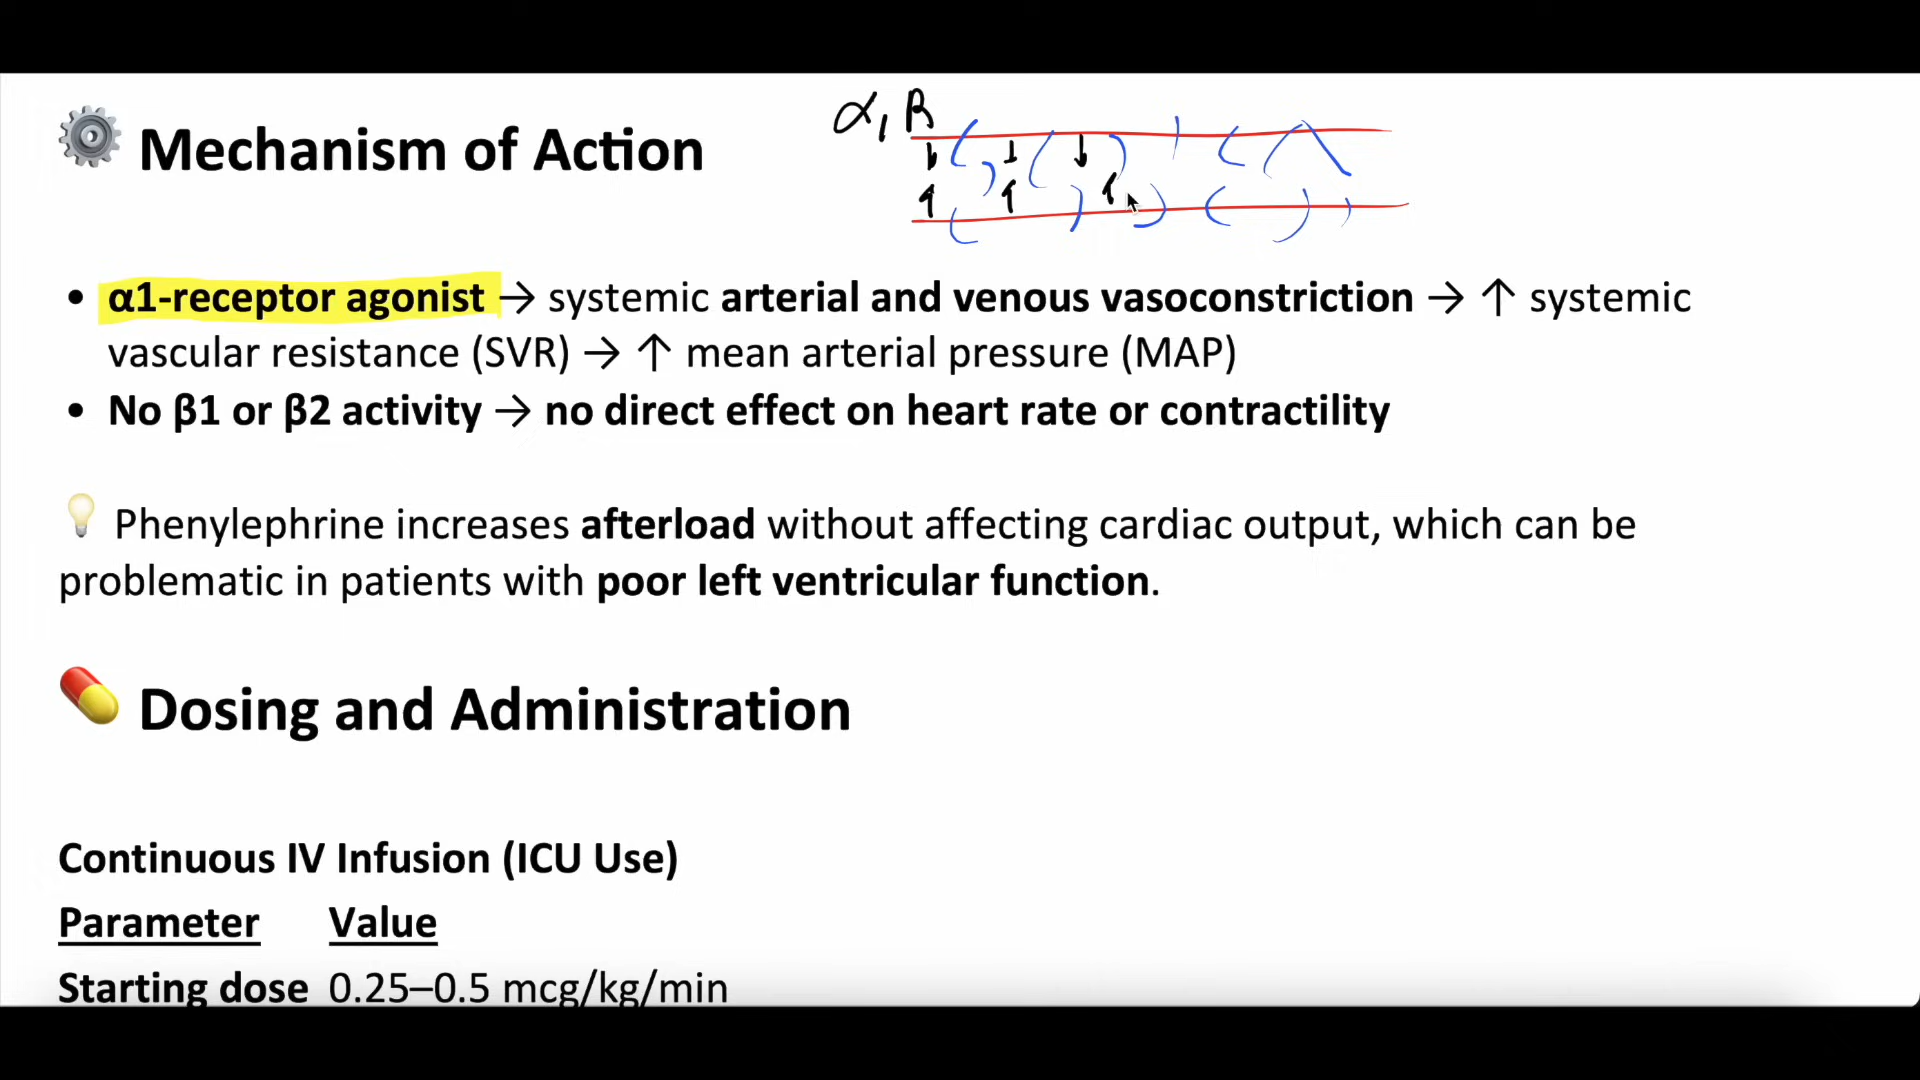 Mechanism of Action
α1 R
• α1-receptor agonist → systemic arterial and venous vasoconstriction → ↑ systemic
vascular resistance (SVR) → ↑ mean arterial pressure (MAP)
• No β1 or β2 activity → no direct effect on heart rate or contractility
Phenylephrine increases afterload without affecting cardiac output, which can be
problematic in patients with poor left ventricular function.
Dosing and Administration
Continuous IV Infusion (ICU Use)
Parameter Value
Starting dose 0.25–0.5 mcg/kg/min